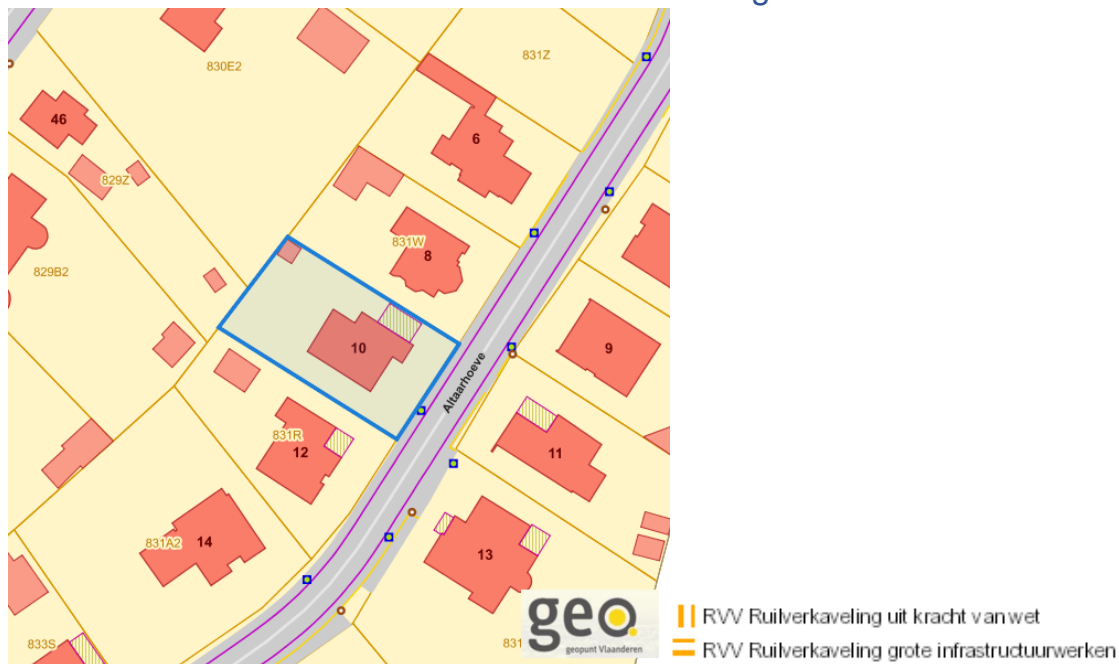 g
831Z
830E2
46
6
829Z
831W
8
829B2
10
9
Altaarhoeve
831R
12
11
831A2
14
13
833S
831
geo.
geopunt Vlaanderen
RVV Ruilverkaveling uit kracht van wet
RVV Ruilverkaveling grote infrastructuurwerken